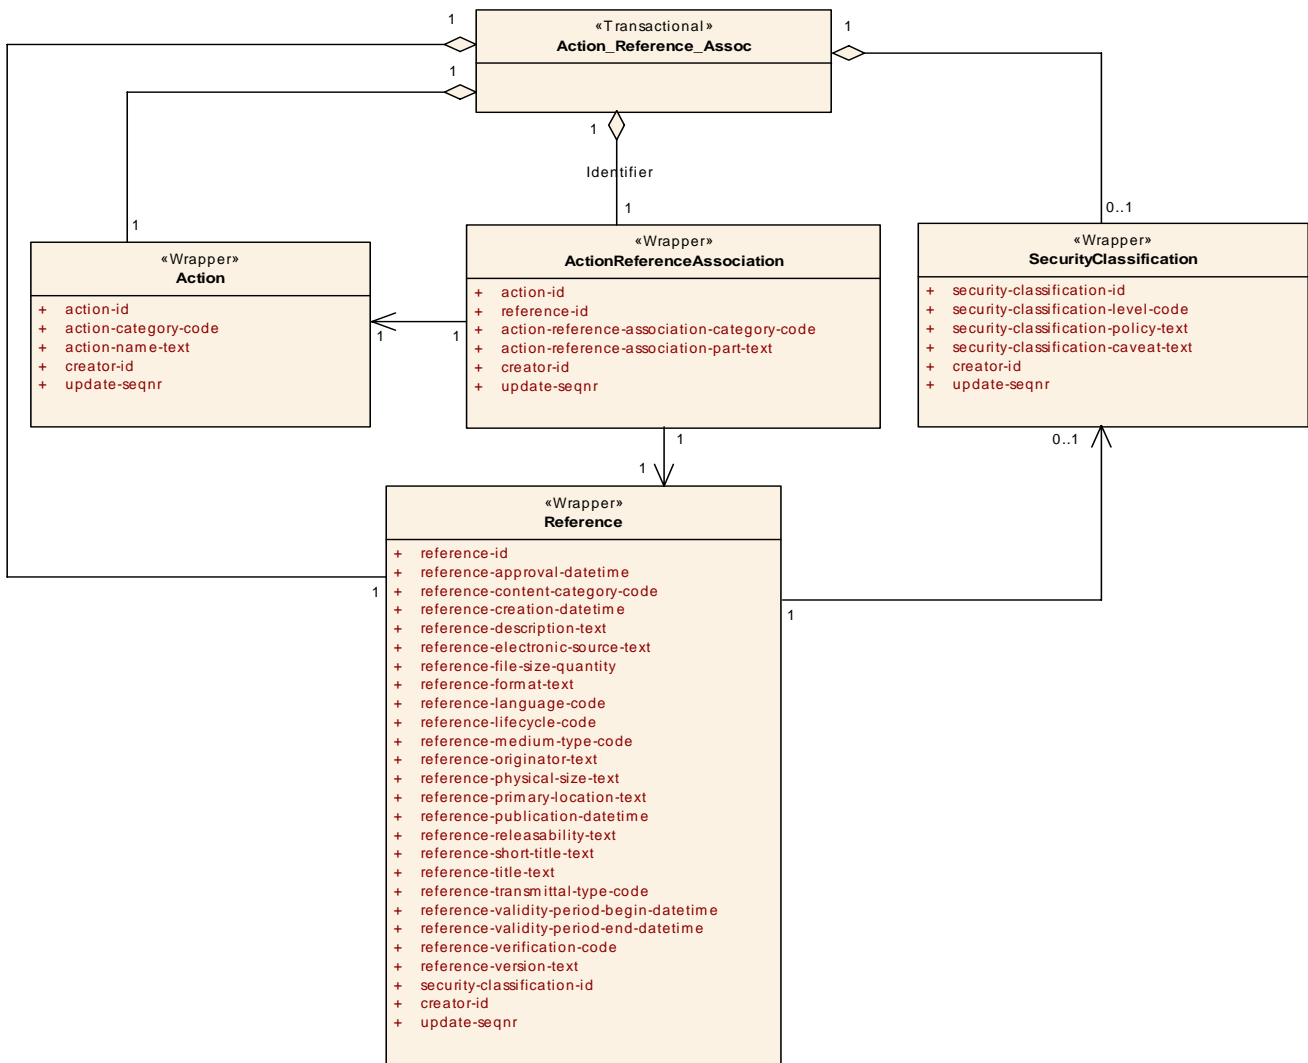 1
«Transactional»
Action_Reference_Assoc
1
1
1
Identifier
1
1
0..1
«Wrapper»
Action
+ action-id
+ action-category-code
+ action-name-text
+ creator-id
+ update-seqnr
«Wrapper»
ActionReferenceAssociation
+ action-id
+ reference-id
+ action-reference-association-category-code
+ action-reference-association-part-text
+ creator-id
+ update-seqnr
«Wrapper»
SecurityClassification
+ security-classification-id
+ security-classification-level-code
+ security-classification-policy-text
+ security-classification-caveat-text
+ creator-id
+ update-seqnr
1
1
1
0..1
1
«Wrapper»
Reference
+ reference-id
+ reference-approval-datetime
+ reference-content-category-code
+ reference-creation-datetime
+ reference-description-text
+ reference-electronic-source-text
+ reference-file-size-quantity
+ reference-format-text
+ reference-language-code
+ reference-lifecycle-code
+ reference-medium-type-code
+ reference-originator-text
+ reference-physical-size-text
+ reference-primary-location-text
+ reference-publication-datetime
+ reference-releasability-text
+ reference-short-title-text
+ reference-title-text
+ reference-transmittal-type-code
+ reference-validity-period-begin-datetime
+ reference-validity-period-end-datetime
+ reference-verification-code
+ reference-version-text
+ security-classification-id
+ creator-id
+ update-seqnr
1
1